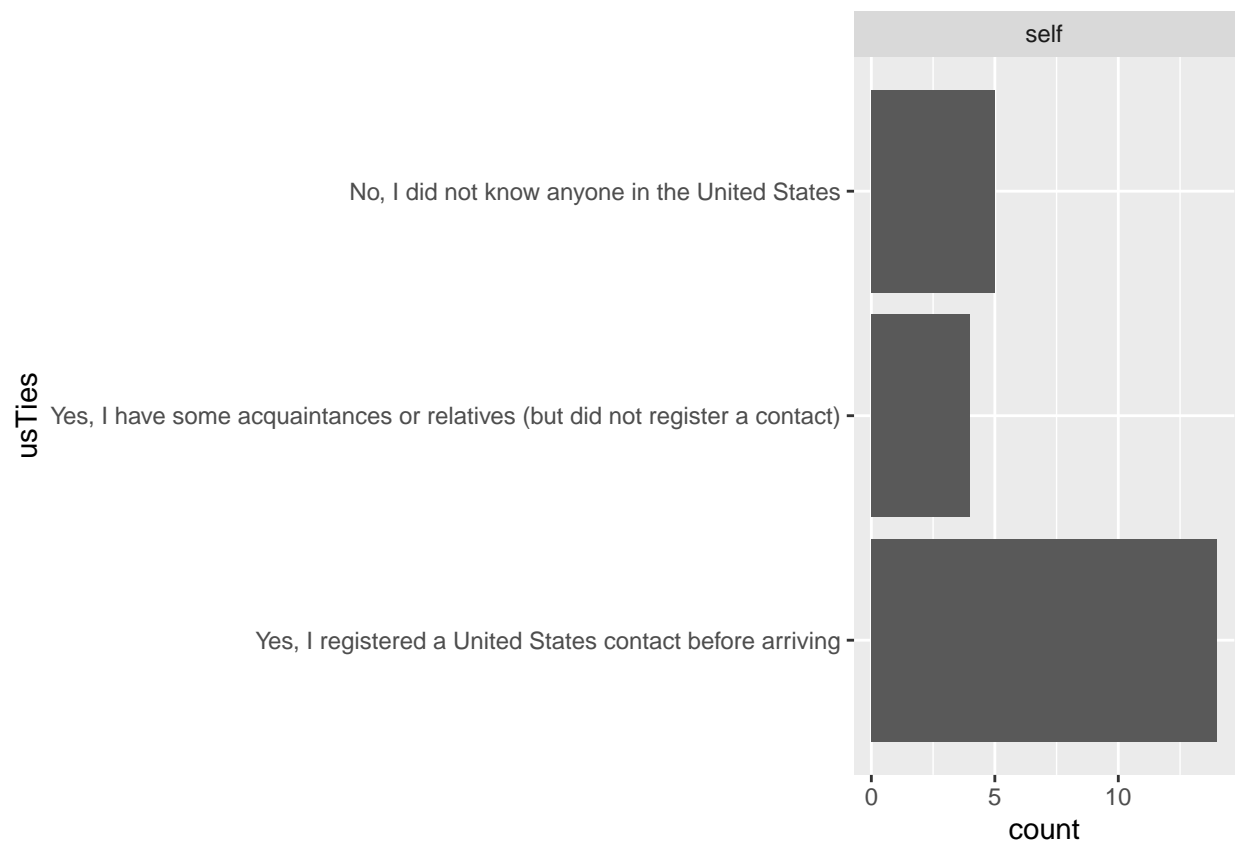 self
No, I did not know anyone in the United States
Yes, I have some acquaintances or relatives (but did not register a contact)
Yes, I registered a United States contact before arriving
usTies
0 5 10
count